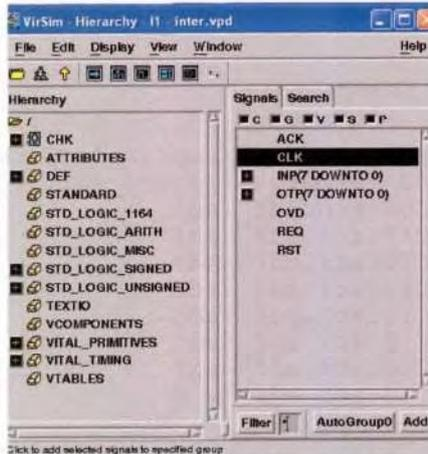 VirSim - Hierarchy I1 - inter.vpd
File Edit Display View Window Help
Hierarchy
/
CHK
ATTRIBUTES
DEF
STANDARD
STD_LOGIC_1164
STD_LOGIC_ARITH
STD_LOGIC_MISC
STD_LOGIC_SIGNED
STD_LOGIC_UNSIGNED
TEXTIO
VCOMPONENTS
VITAL_PRIMITIVES
VITAL_TIMING
VTABLES
Signals Search
C G V S P
ACK
CLK
INP(7 DOWNTO 0)
OTP(7 DOWNTO 0)
OVD
REQ
RST
Filter * AutoGroup0 Add
Click to add selected signals to specified group